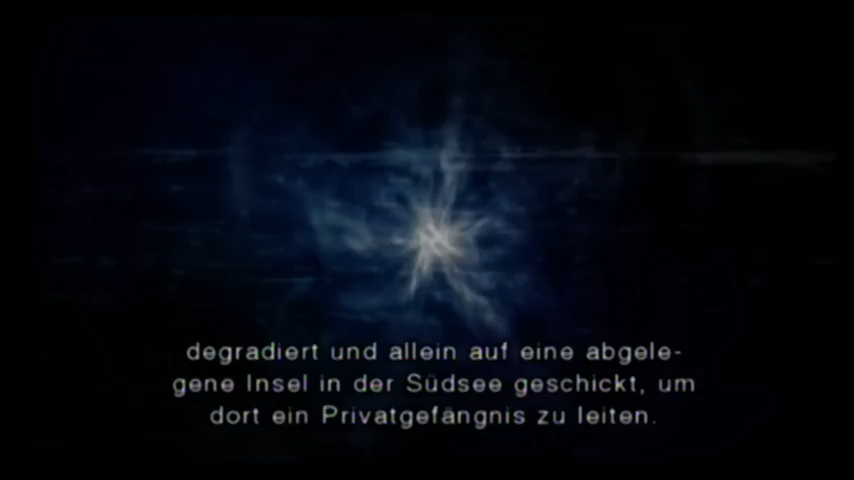 degradiert und allein auf eine abgele-
gene Insel in der Südsee geschickt, um
dort ein Privatgefängnis zu leiten.